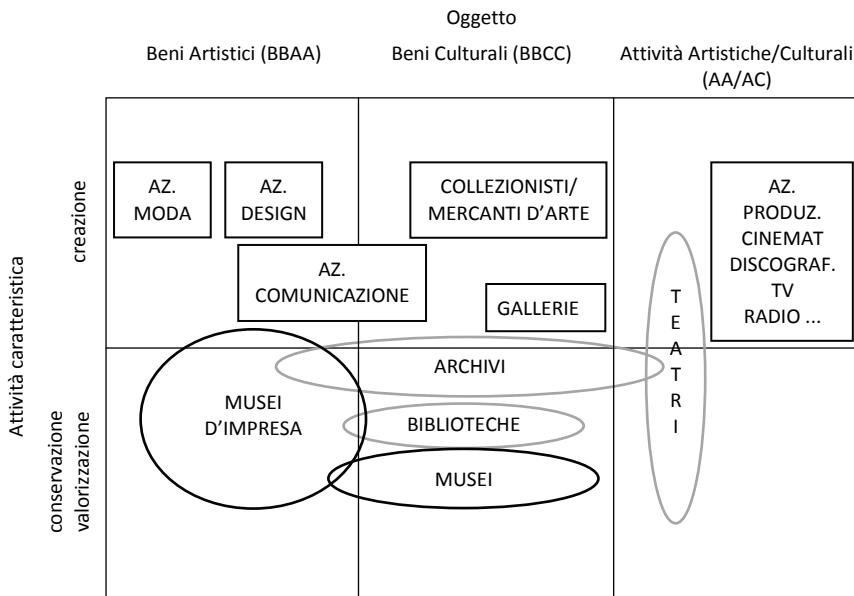 Oggetto
Beni Artistici (BBAA)
Beni Culturali (BBCC)
Attività Artistiche/Culturali
(AA/AC)
Attività caratteristica
creazione
AZ.
MODA
AZ.
DESIGN
COLLEZIONISTI/
MERCANTI D'ARTE
AZ.
PRODUZ.
CINEMAT
DISCOGRAF.
TV
RADIO ...
AZ.
COMUNICAZIONE
GALLERIE
TEATRI
conservazione
valorizzazione
MUSEI
D'IMPRESA
ARCHIVI
BIBLIOTECHE
MUSEI